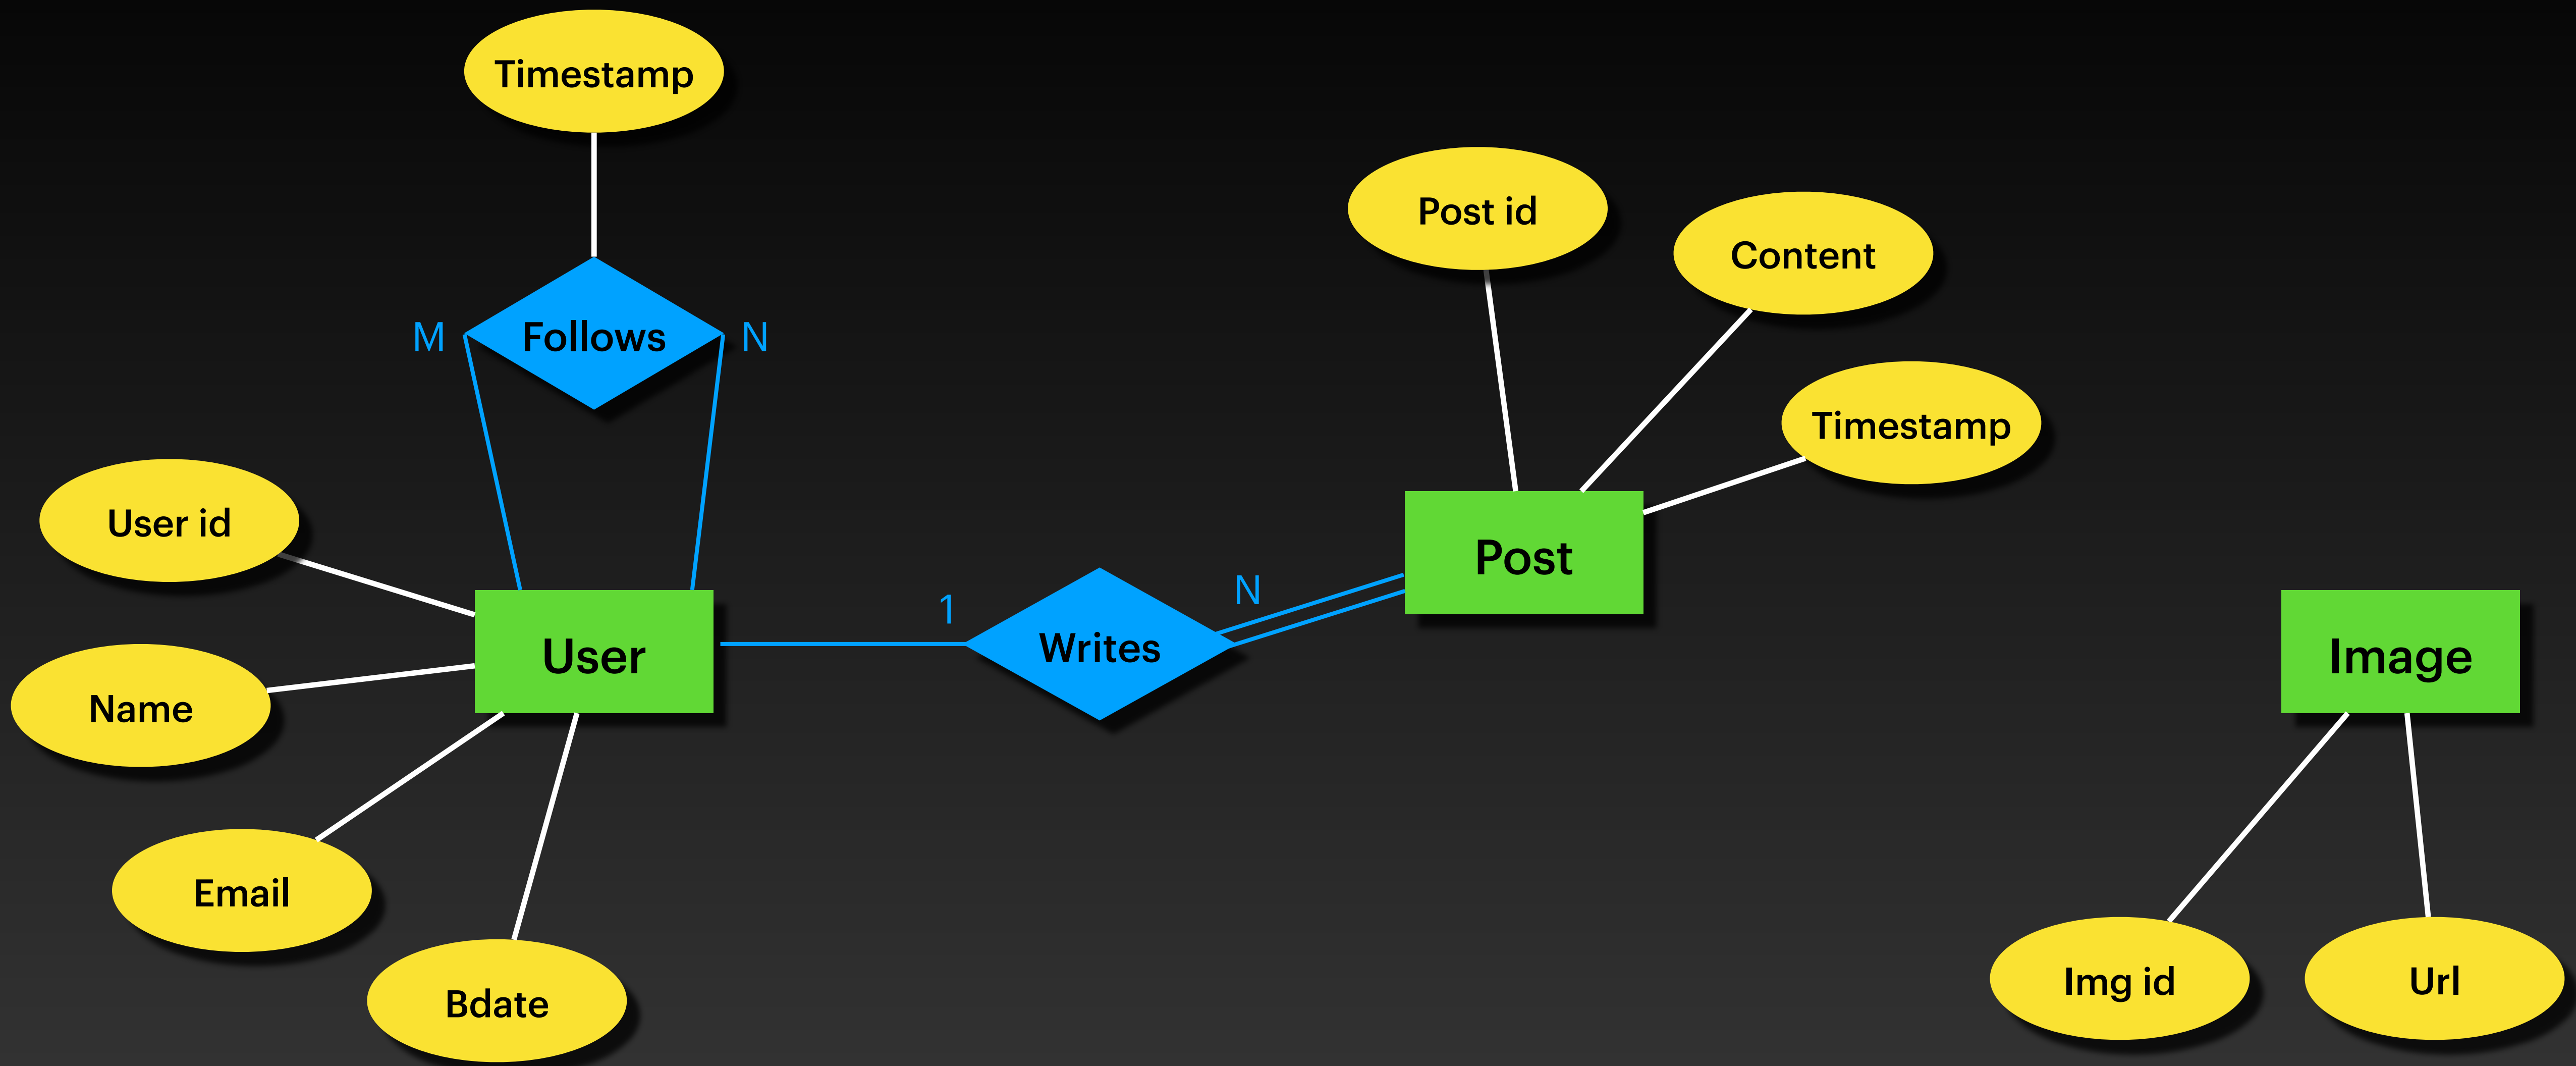 Timestamp
Post id
Content
M
Follows
N
Timestamp
User id
Post
N
1
User
Writes
Image
Name
Email
Bdate
Img id
Url